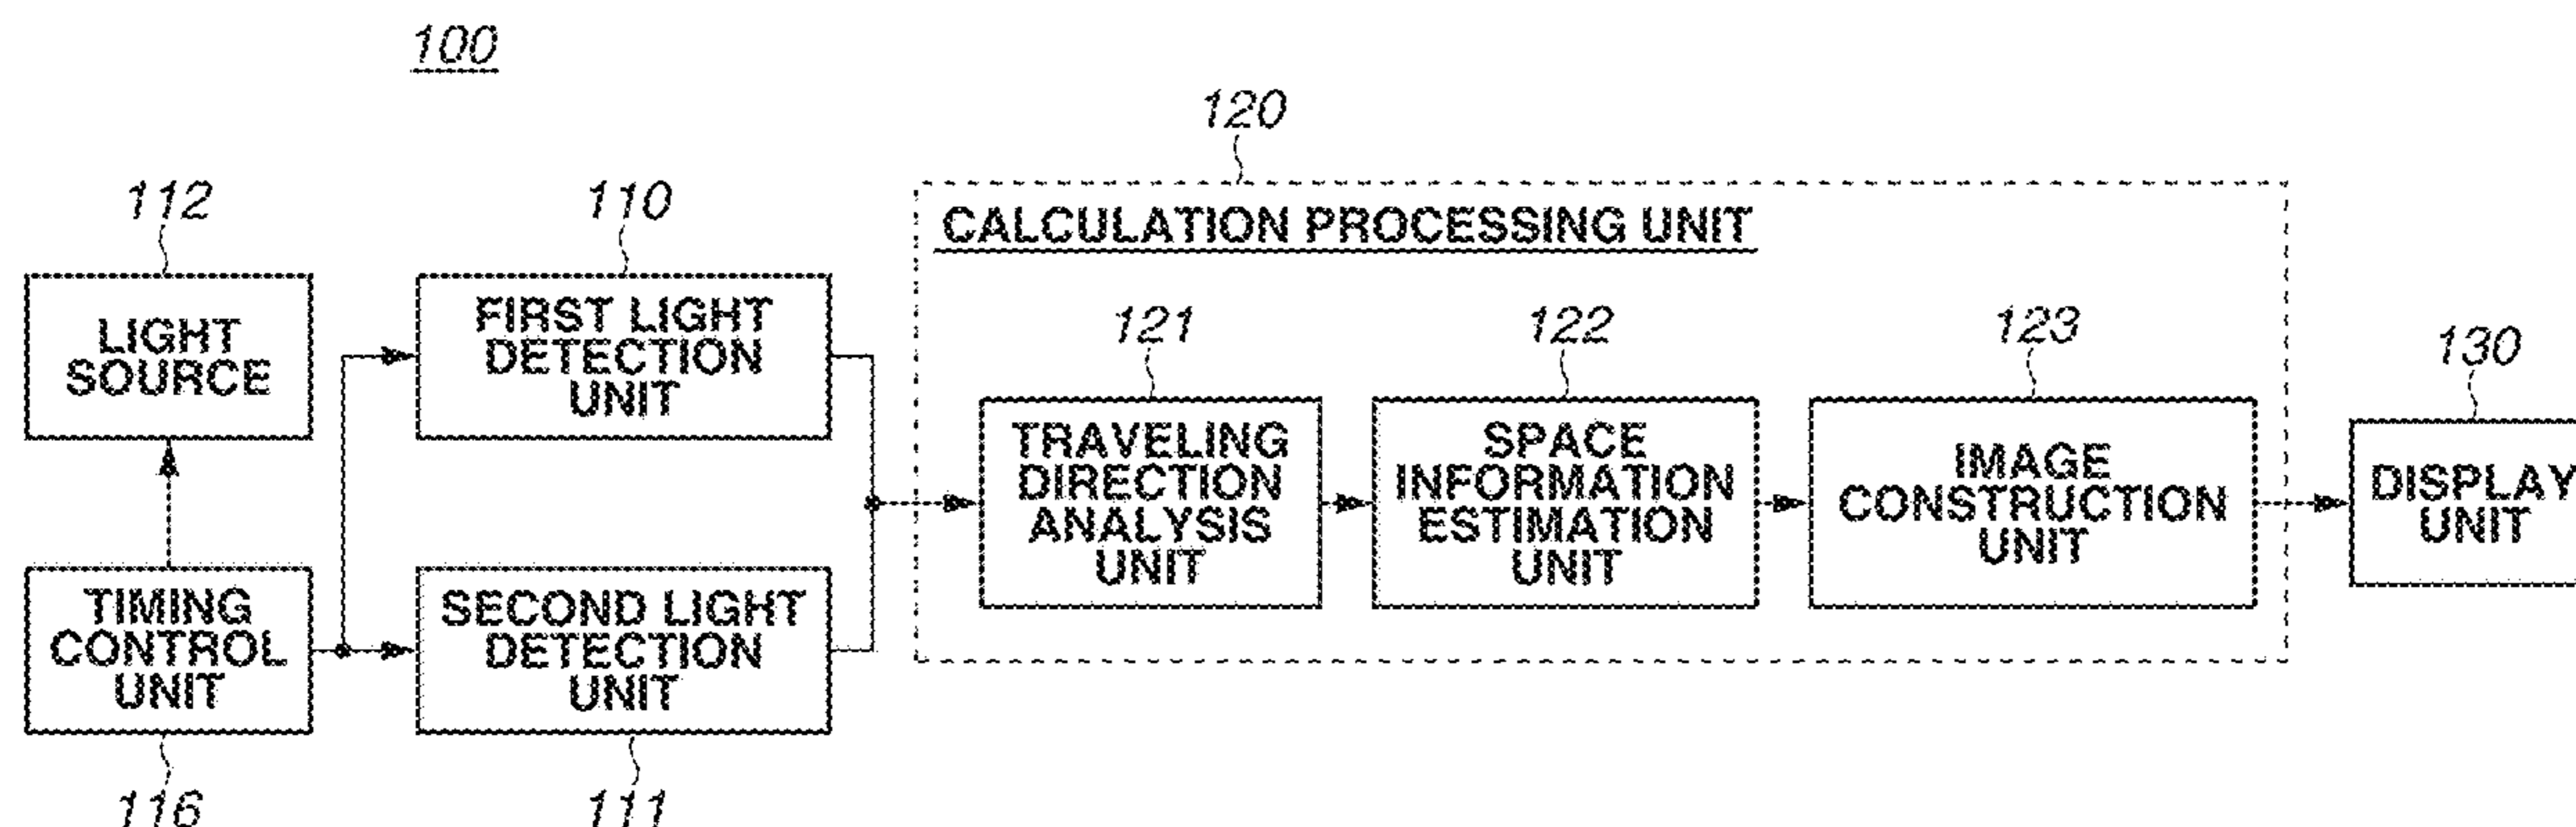 100
120
CALCULATION PROCESSING UNIT
112
LIGHT
SOURCE
110
FIRST LIGHT
DETECTION
UNIT
121
TRAVELING
DIRECTION
ANALYSIS
UNIT
122
SPACE
INFORMATION
ESTIMATION
UNIT
123
IMAGE
CONSTRUCTION
UNIT
130
DISPLAY
UNIT
TIMING
CONTROL
UNIT
116
SECOND LIGHT
DETECTION
UNIT
111